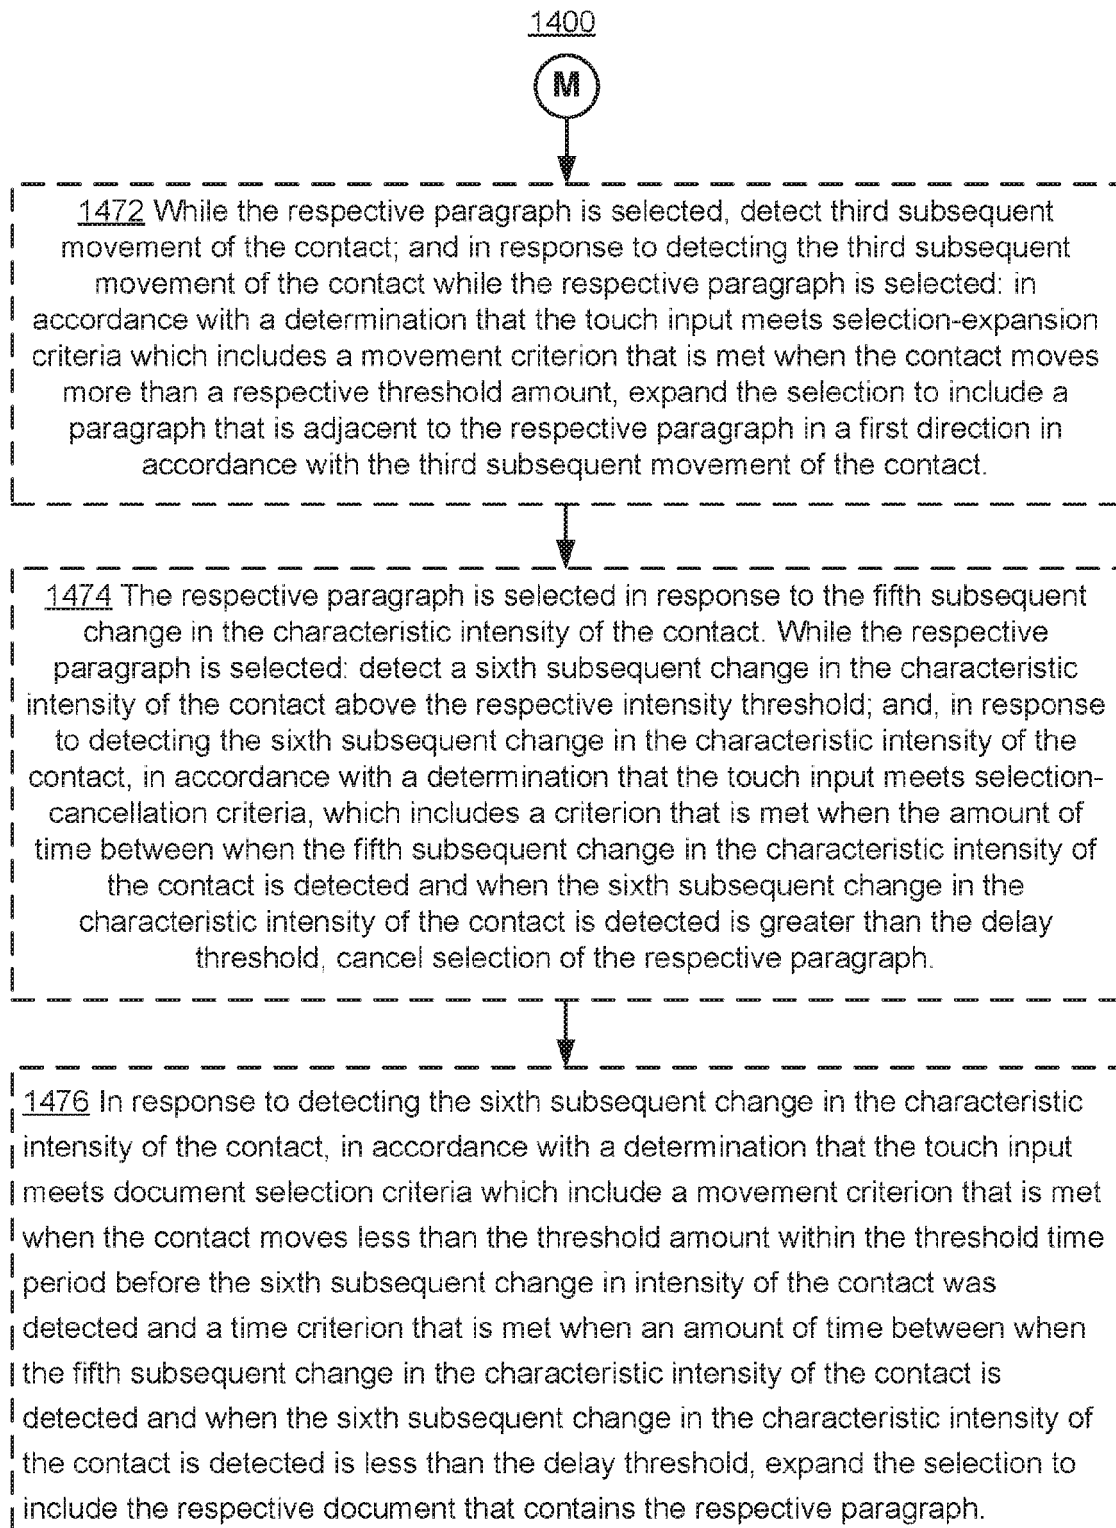 1400
M
1472 While the respective paragraph is selected, detect third subsequent
movement of the contact; and in response to detecting the third subsequent
movement of the contact while the respective paragraph is selected: in
accordance with a determination that the touch input meets selection-expansion
criteria which includes a movement criterion that is met when the contact moves
more than a respective threshold amount, expand the selection to include a
paragraph that is adjacent to the respective paragraph in a first direction in
accordance with the third subsequent movement of the contact.
1474 The respective paragraph is selected in response to the fifth subsequent
change in the characteristic intensity of the contact. While the respective
paragraph is selected: detect a sixth subsequent change in the characteristic
intensity of the contact above the respective intensity threshold; and, in response
to detecting the sixth subsequent change in the characteristic intensity of the
contact, in accordance with a determination that the touch input meets selection-
cancellation criteria, which includes a criterion that is met when the amount of
time between when the fifth subsequent change in the characteristic intensity of
the contact is detected and when the sixth subsequent change in the
characteristic intensity of the contact is detected is greater than the delay
threshold, cancel selection of the respective paragraph.
1476 In response to detecting the sixth subsequent change in the characteristic
intensity of the contact, in accordance with a determination that the touch input
meets document selection criteria which include a movement criterion that is met
when the contact moves less than the threshold amount within the threshold time
period before the sixth subsequent change in intensity of the contact was
detected and a time criterion that is met when an amount of time between when
the fifth subsequent change in the characteristic intensity of the contact is
detected and when the sixth subsequent change in the characteristic intensity of
the contact is detected is less than the delay threshold, expand the selection to
include the respective document that contains the respective paragraph.